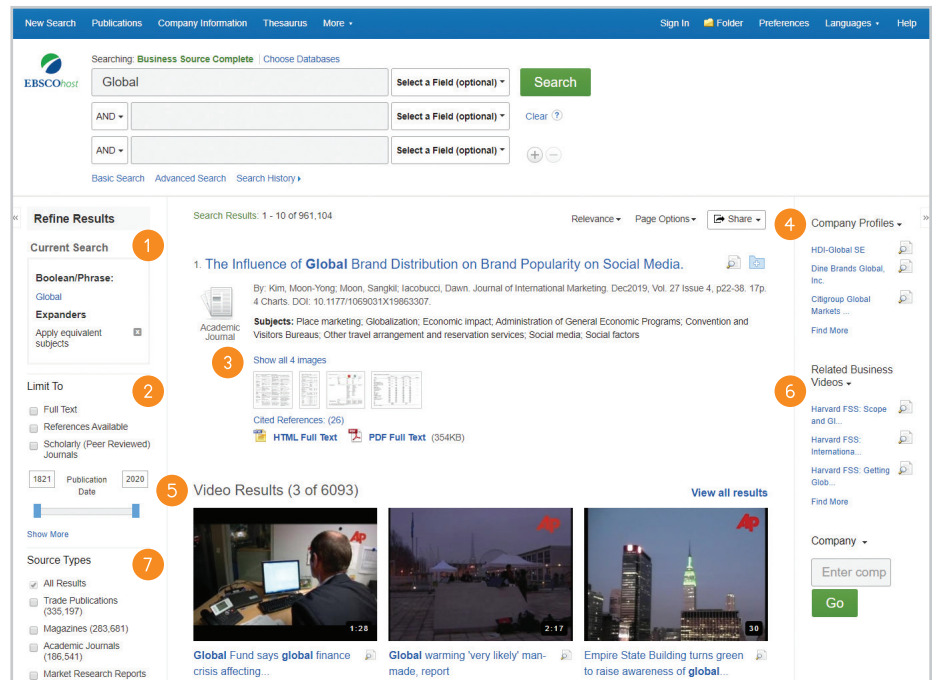 New Search Publications Company Information Thesaurus More
Sign In Folder Preferences Languages Help
EBSCOhost
Searching: Business Source Complete Choose Databases
Global Select a Field (optional) Search
AND Select a Field (optional) Clear ?
AND Select a Field (optional) + −
Basic Search Advanced Search Search History
«
Refine Results
1
Current Search
Boolean/Phrase:
Global
Expanders
Apply equivalent
subjects
Limit To
2
Full Text
References Available
Scholarly (Peer Reviewed)
Journals
1821 Publication 2020
Date
Show More
Source Types
7
All Results
Trade Publications
(335,197)
Magazines (283,681)
Academic Journals
(186,541)
Market Research Reports
Search Results: 1 - 10 of 961,104
Relevance Page Options Share
1. The Influence of Global Brand Distribution on Brand Popularity on Social Media.
By: Kim, Moon-Yong; Moon, Sangkil; Iacobucci, Dawn. Journal of International Marketing. Dec2019, Vol. 27 Issue 4, p22-38. 17p.
4 Charts. DOI: 10.1177/1069031X19863307.
Academic
Journal
Subjects: Place marketing; Globalization; Economic impact; Administration of General Economic Programs; Convention and
Visitors Bureaus; Other travel arrangement and reservation services; Social media; Social factors
3
Show all 4 images
Cited References: (26)
HTML Full Text PDF Full Text (354KB)
5
Video Results (3 of 6093) View all results
AP
1:28
AP
2:17
AP
30
Global Fund says global finance
crisis affecting...
Global warming 'very likely' man-
made, report
Empire State Building turns green
to raise awareness of global...
»
4
Company Profiles
HDI-Global SE
Dine Brands Global,
Inc.
Citigroup Global
Markets ...
Find More
6
Related Business
Videos
Harvard FSS: Scope
and Gl...
Harvard FSS:
Internationa...
Harvard FSS: Getting
Glob...
Find More
Company
Enter comp
Go